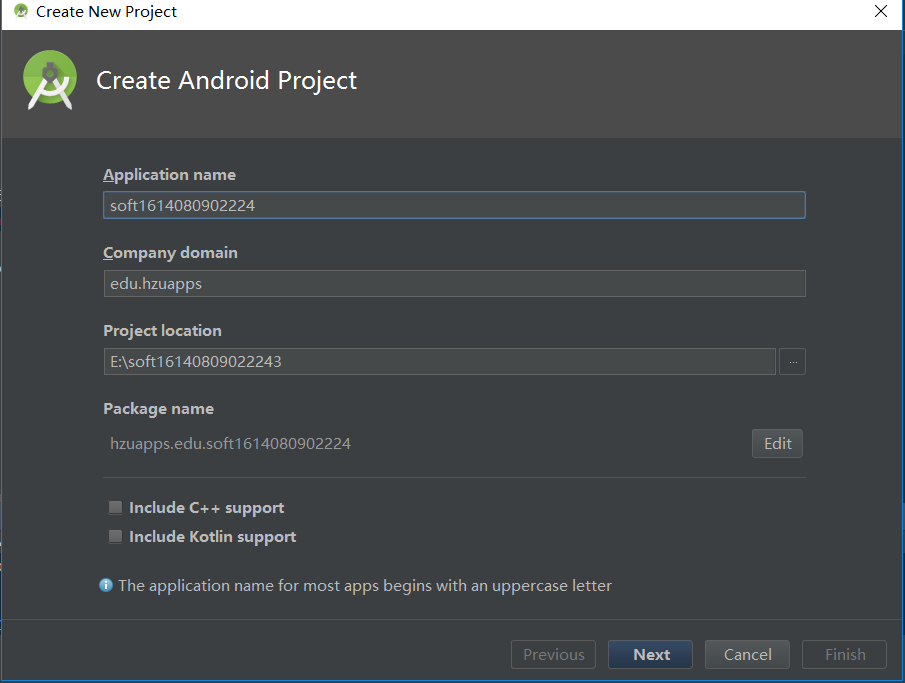 Create New Project
Create Android Project
Application name
soft1614080902224
Company domain
edu.hzuapps
Project location
E:\soft16140809022243
...
Package name
hzuapps.edu.soft1614080902224
Edit
Include C++ support
Include Kotlin support
The application name for most apps begins with an uppercase letter
Previous
Next
Cancel
Finish